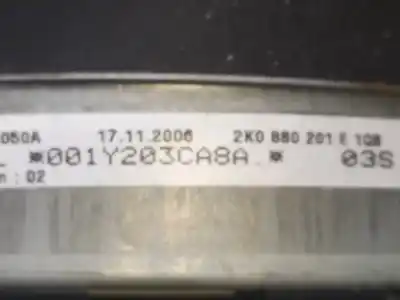 050A 17.11.2006 2K0 880 201 E 1QB
*001Y203CA8A.* 03S
: 02